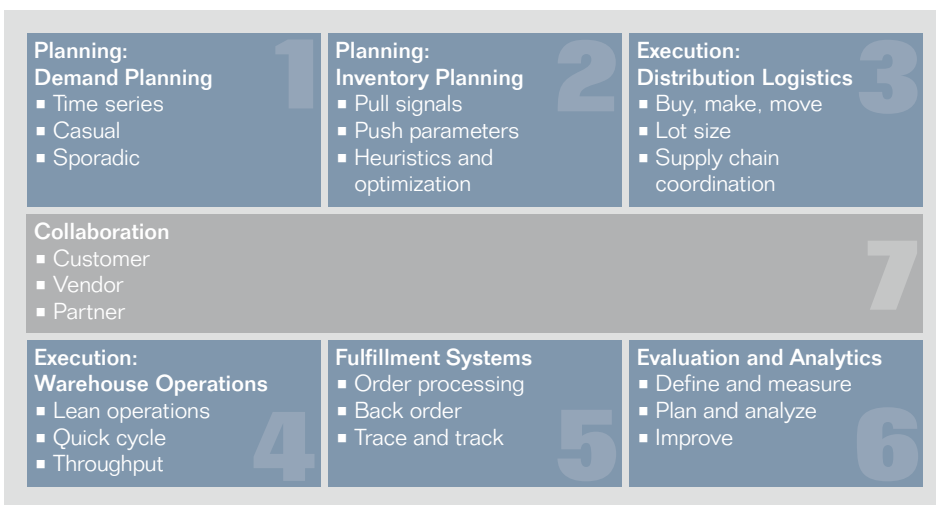 1
Planning:
Demand Planning
▪ Time series
▪ Casual
▪ Sporadic
2
Planning:
Inventory Planning
▪ Pull signals
▪ Push parameters
▪ Heuristics and
optimization
3
Execution:
Distribution Logistics
▪ Buy, make, move
▪ Lot size
▪ Supply chain
coordination
7
Collaboration
▪ Customer
▪ Vendor
▪ Partner
4
Execution:
Warehouse Operations
▪ Lean operations
▪ Quick cycle
▪ Throughput
5
Fulfillment Systems
▪ Order processing
▪ Back order
▪ Trace and track
6
Evaluation and Analytics
▪ Define and measure
▪ Plan and analyze
▪ Improve